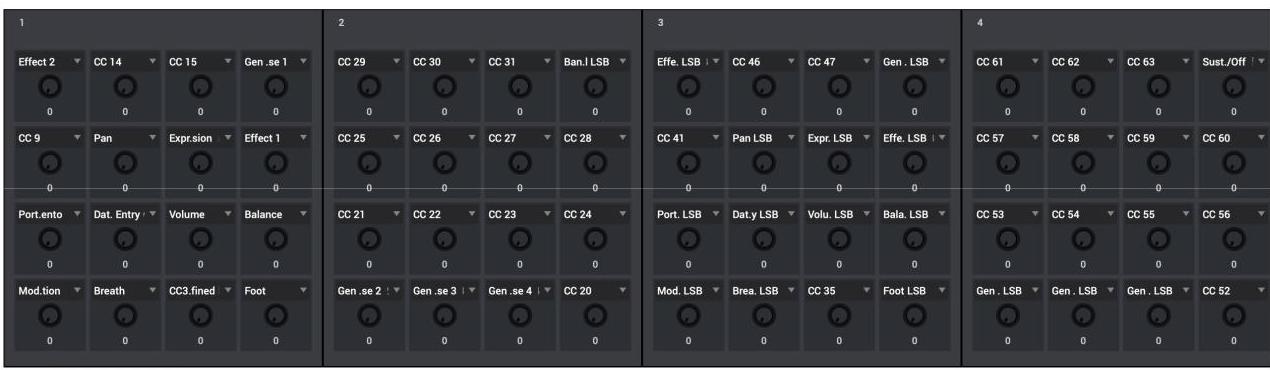 1 2 3 4
Effect 2 CC 14 CC 15 Gen .se 1 CC 29 CC 30 CC 31 Ban.l LSB Effe. LSB CC 46 CC 47 Gen . LSB CC 61 CC 62 CC 63 Sust./Off
0 0 0 0 0 0 0 0 0 0 0 0 0 0 0 0
CC 9 Pan Expr.sion Effect 1 CC 25 CC 26 CC 27 CC 28 CC 41 Pan LSB Expr. LSB Effe. LSB CC 57 CC 58 CC 59 CC 60
0 0 0 0 0 0 0 0 0 0 0 0 0 0 0 0
Port.ento Dat. Entry Volume Balance CC 21 CC 22 CC 23 CC 24 Port. LSB Dat.y LSB Volu. LSB Bala. LSB CC 53 CC 54 CC 55 CC 56
0 0 0 0 0 0 0 0 0 0 0 0 0 0 0 0
Mod.tion Breath CC3.fined Foot Gen .se 2 Gen .se 3 Gen .se 4 CC 20 Mod. LSB Brea. LSB CC 35 Foot LSB Gen . LSB Gen . LSB Gen . LSB CC 52
0 0 0 0 0 0 0 0 0 0 0 0 0 0 0 0